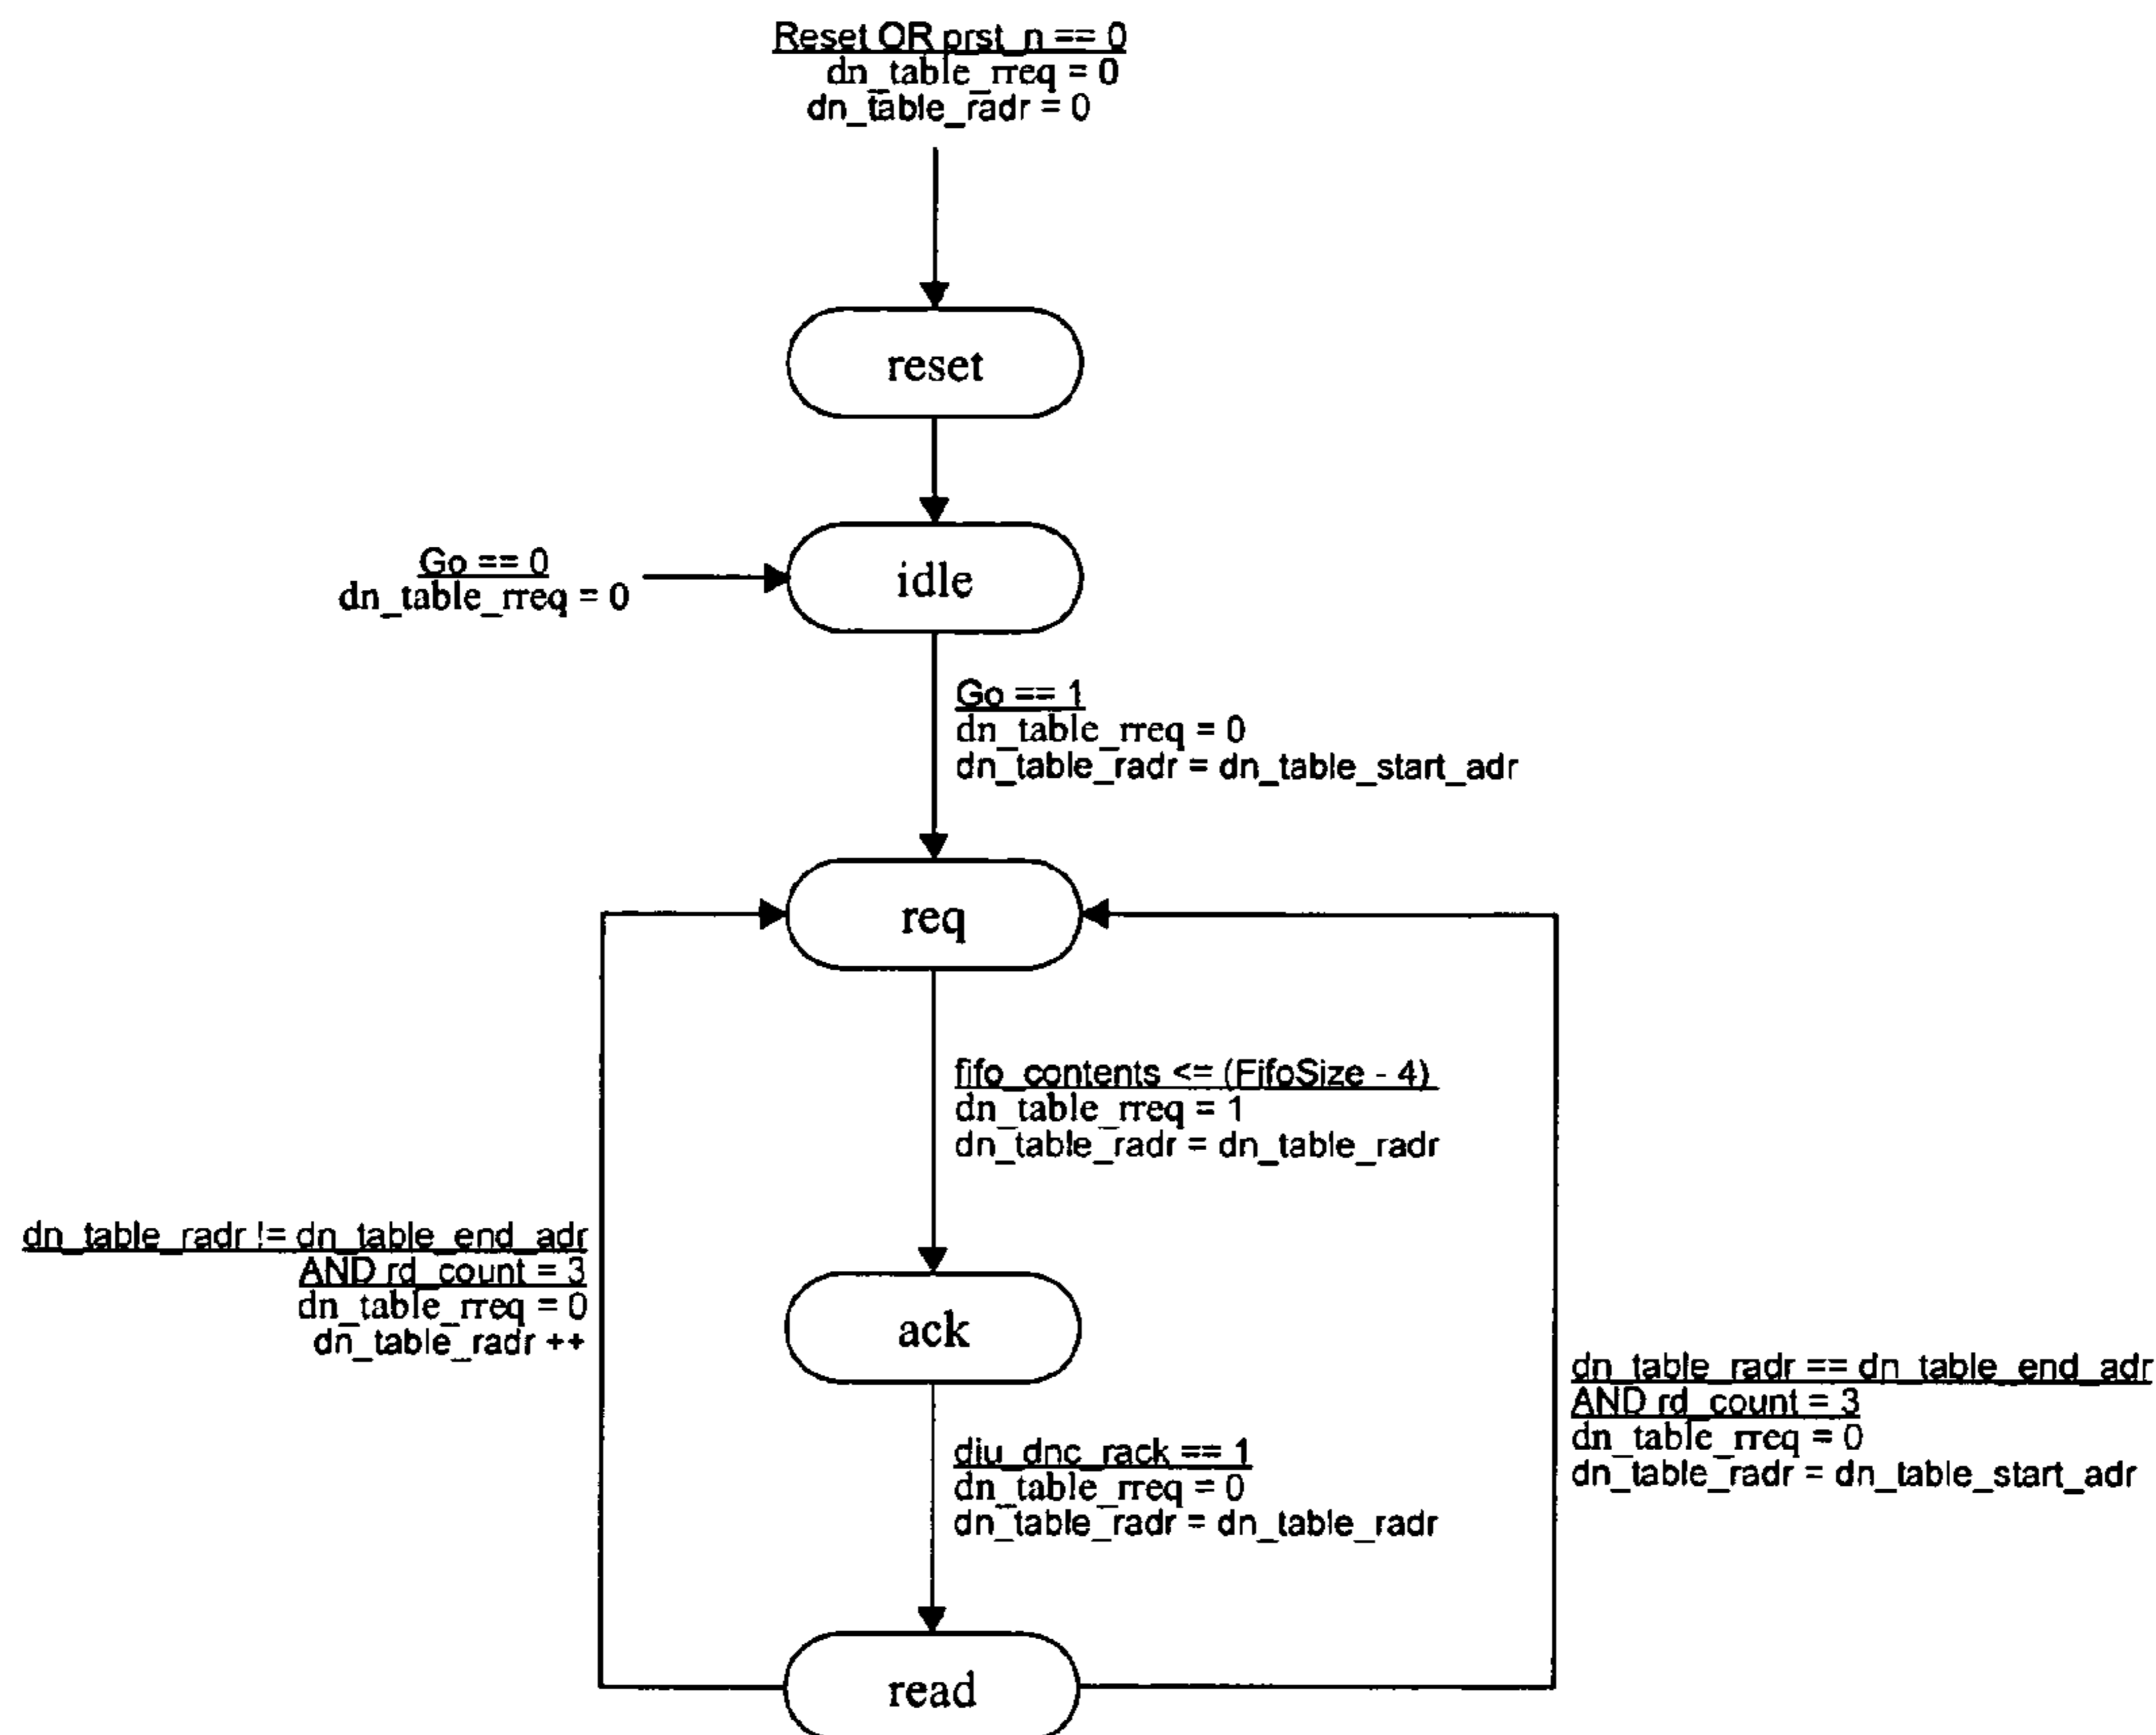 Reset OR prst_n == 0
dn_table_rreq = 0
dn_table_radr = 0
reset
Go == 0
dn_table_rreq = 0
idle
Go == 1
dn_table_rreq = 0
dn_table_radr = dn_table_start_adr
req
fifo_contents <= (FifoSize - 4)
dn_table_rreq = 1
dn_table_radr = dn_table_radr
dn_table_radr != dn_table_end_adr
AND rd_count = 3
dn_table_rreq = 0
dn_table_radr ++
ack
dn_table_radr == dn_table_end_adr
AND rd_count = 3
dn_table_rreq = 0
dn_table_radr = dn_table_start_adr
diu_dnc_rack == 1
dn_table_rreq = 0
dn_table_radr = dn_table_radr
read